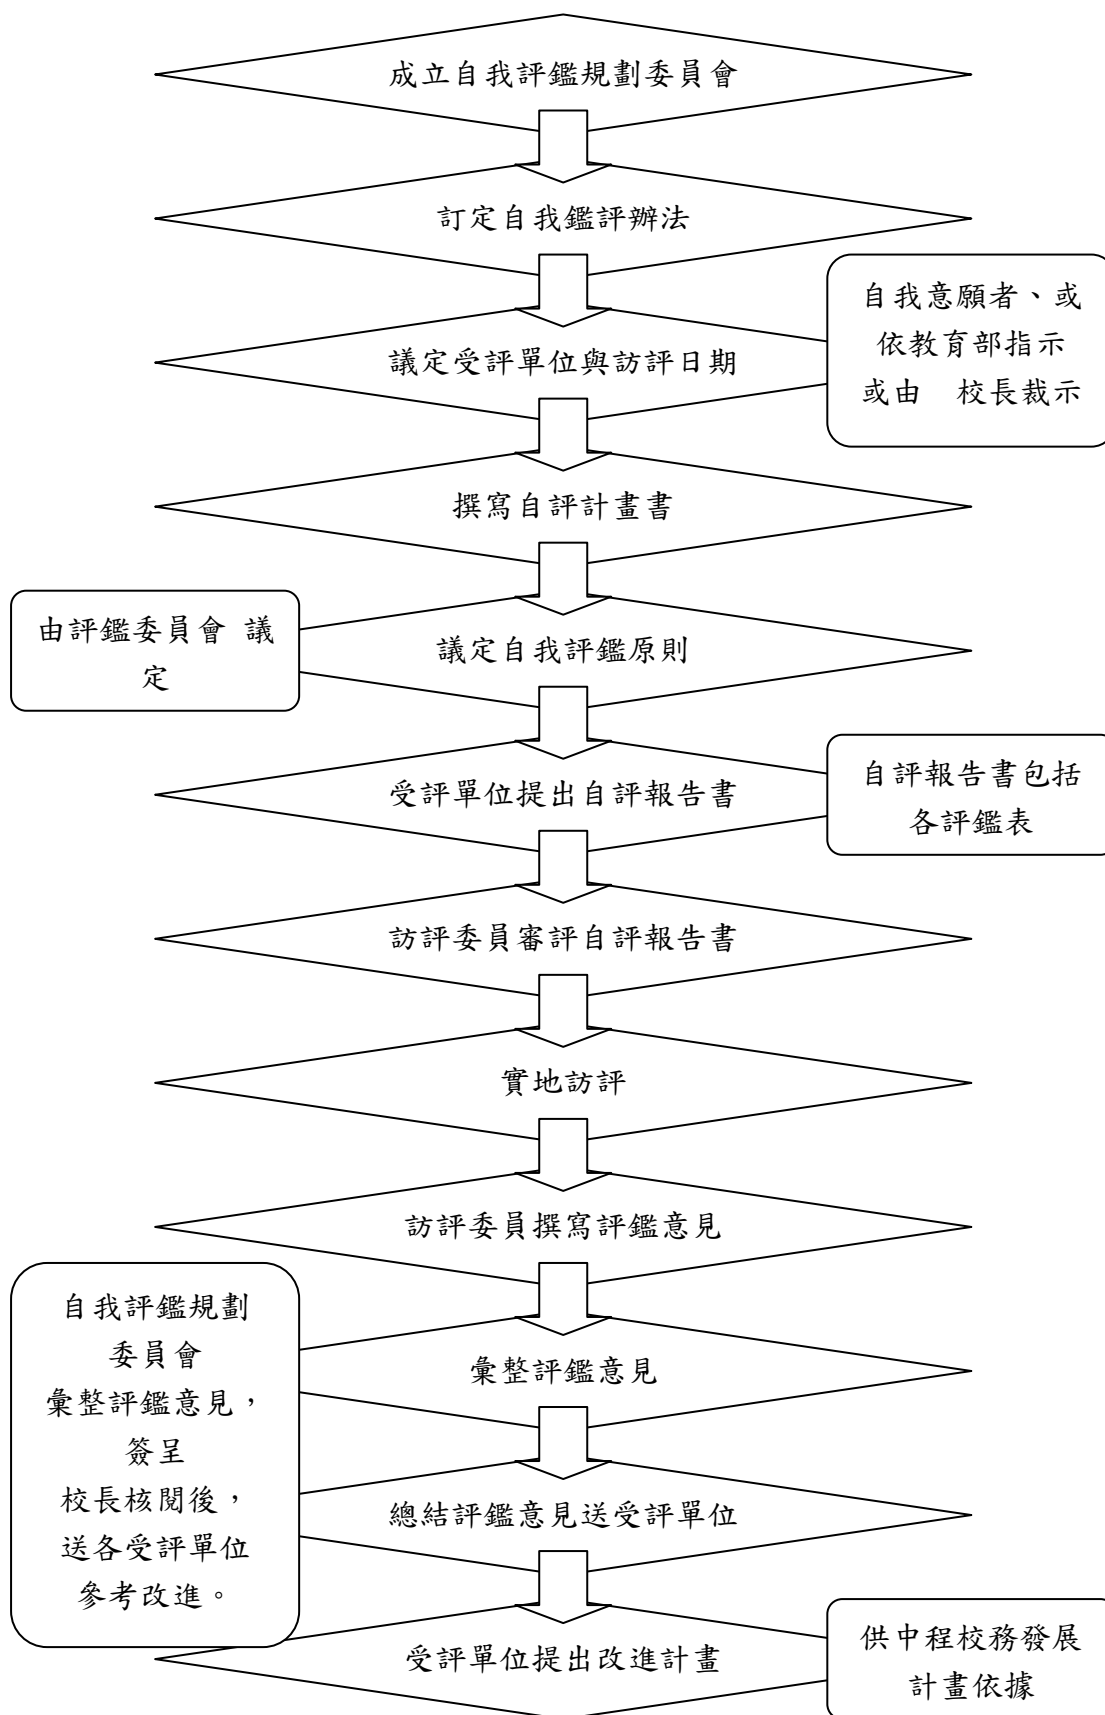 成立自我評鑑規劃委員會
訂定自我鑑評辦法
自我意願者、或
依教育部指示
或由　校長裁示
議定受評單位與訪評日期
撰寫自評計畫書
由評鑑委員會 議
定
議定自我評鑑原則
受評單位提出自評報告書
自評報告書包括
各評鑑表
訪評委員審評自評報告書
實地訪評
訪評委員撰寫評鑑意見
自我評鑑規劃
委員會
彙整評鑑意見，
簽呈
校長核閱後，
送各受評單位
參考改進。
彙整評鑑意見
總結評鑑意見送受評單位
受評單位提出改進計畫
供中程校務發展
計畫依據